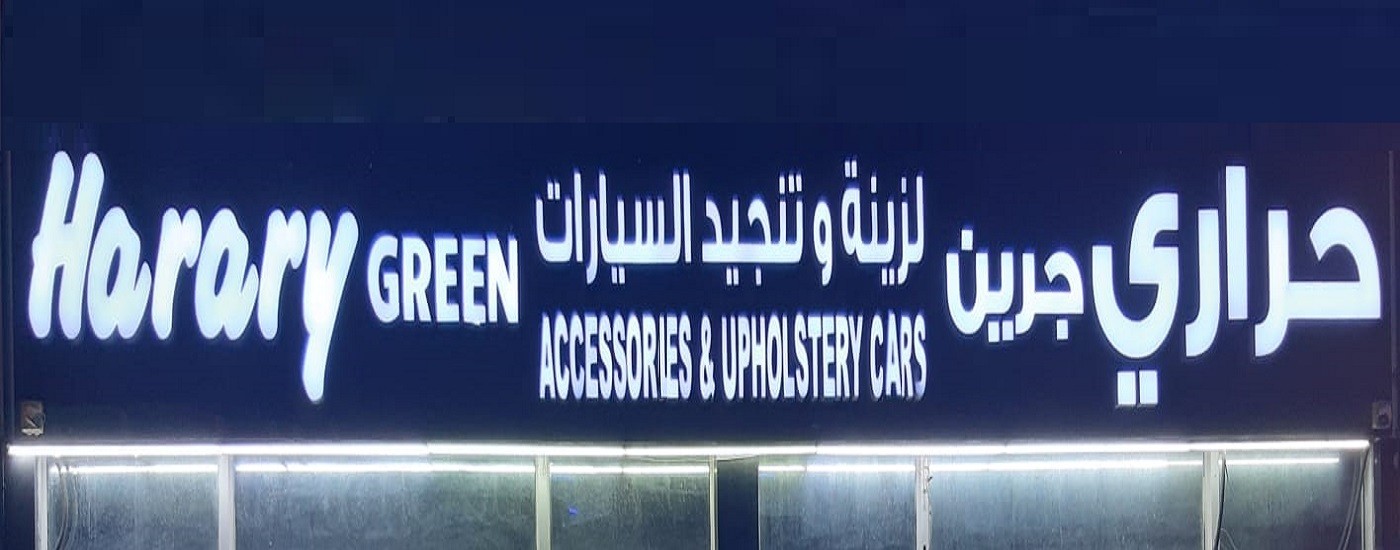 حراري جرين
لزينة و تنجيد السيارات
Harary GREEN
ACCESSORIES & UPHOLSTERY CARS